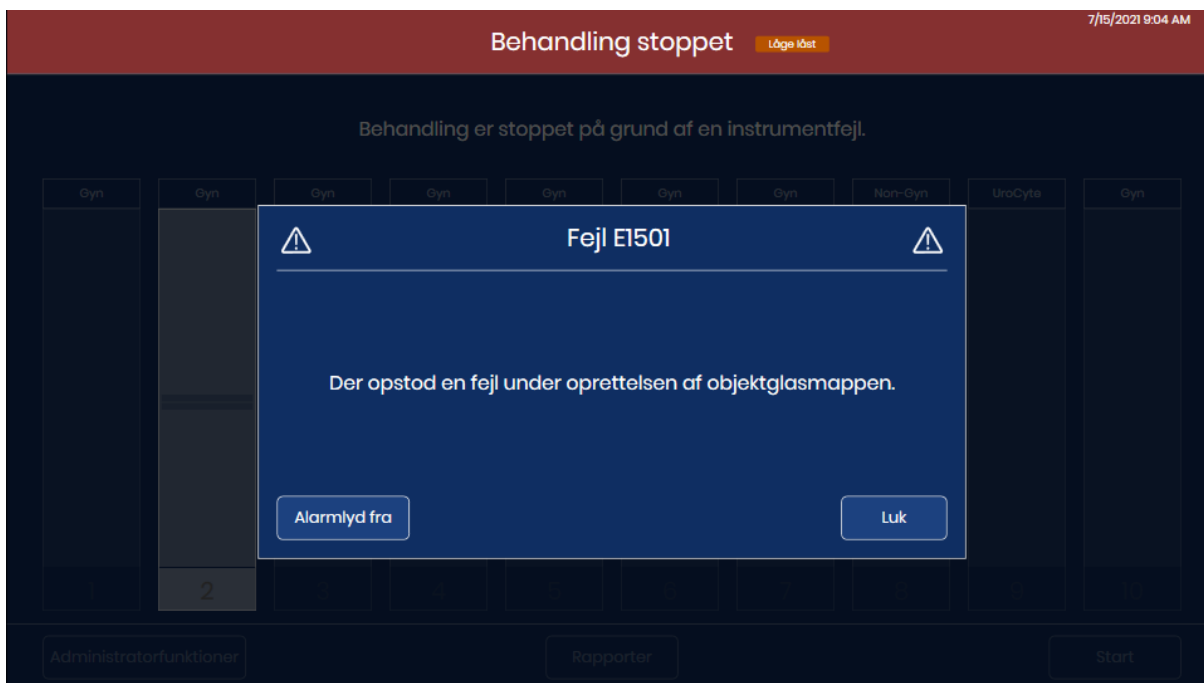 7/15/2021 9:04 AM
Behandling stoppet
Låge låst
Behandling er stoppet på grund af en instrumentfejl.
Gyn Gyn Gyn Gyn Gyn Gyn Gyn Non-Gyn UroCyte Gyn
Fejl E1501
Der opstod en fejl under oprettelsen af objektglasmappen.
Alarmlyd fra Luk
1 2 3 4 5 6 7 8 9 10
Administratorfunktioner Rapporter Start